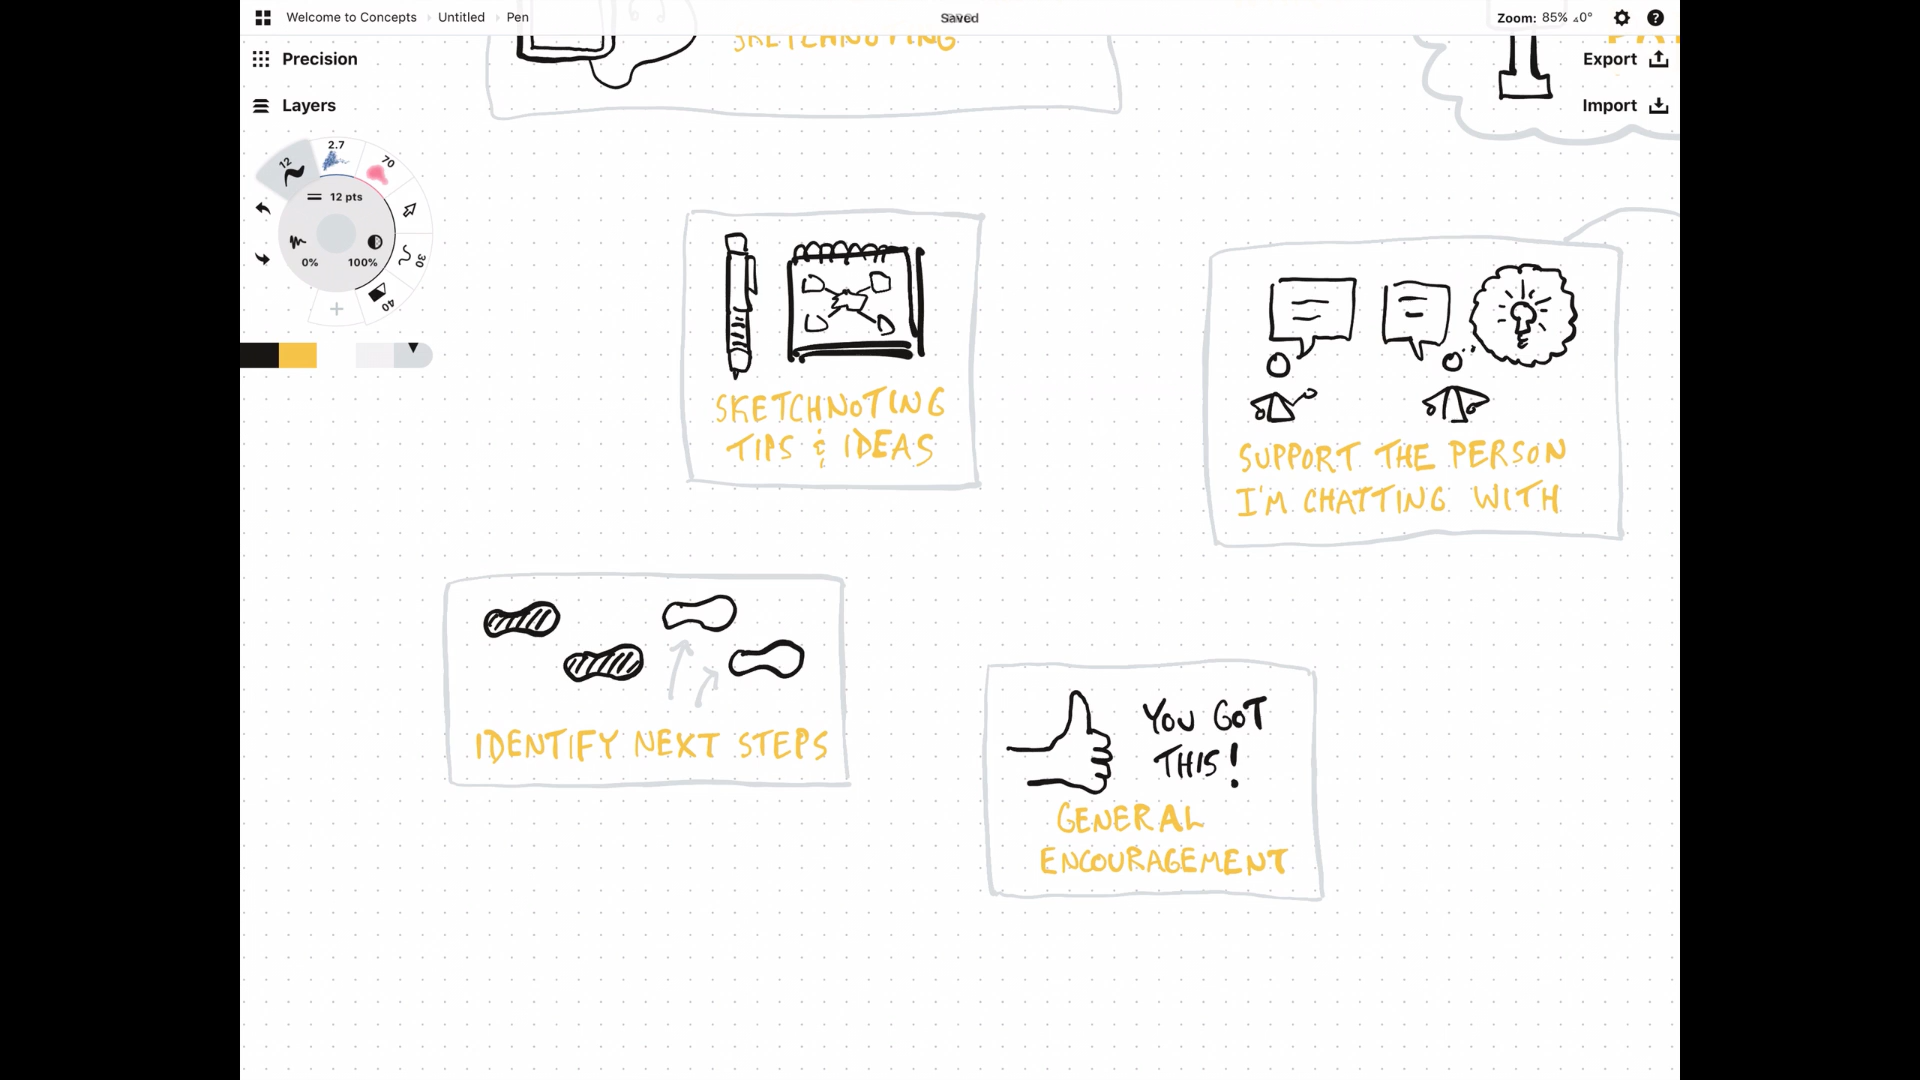 Welcome to Concepts › Untitled › Pen
Saved
Zoom: 85% 0°
Precision
Export
Layers
Import
SKETCHNOTING
12
2.7
70
12 pts
30
0%
100%
40
SKETCHNOTING
TIPS & IDEAS
SUPPORT THE PERSON
I'M CHATTING WITH
IDENTIFY NEXT STEPS
YOU GOT
THIS!
GENERAL
ENCOURAGEMENT